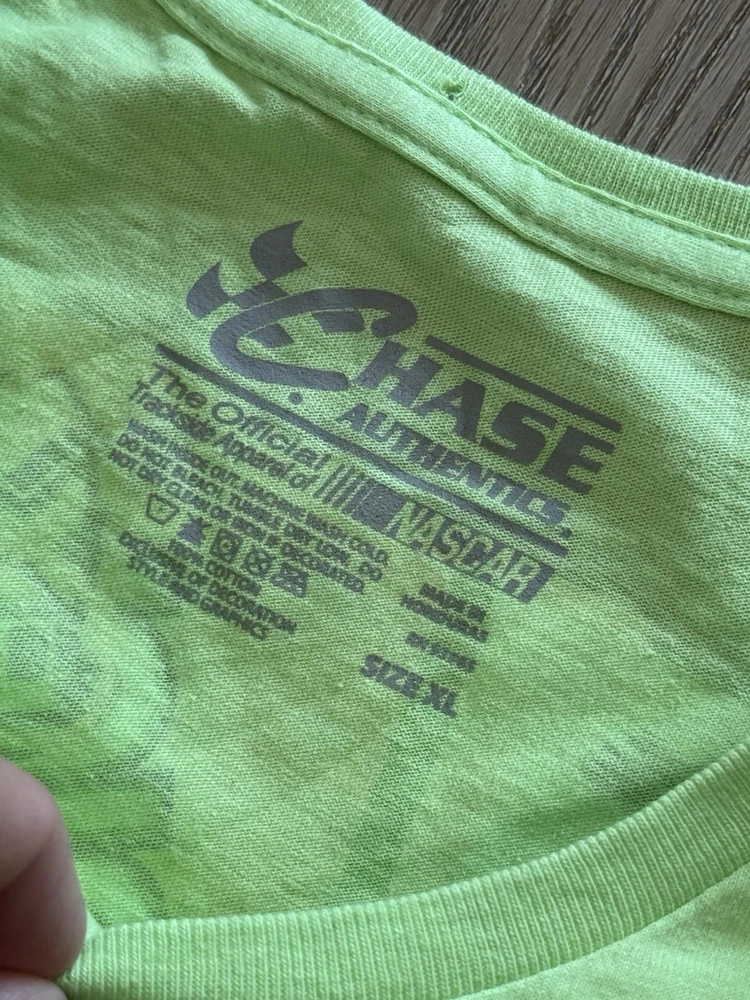 CHASE
AUTHENTICS®
The Official
Trackside Apparel of NASCAR
WASH INSIDE OUT. MACHINE WASH COLD.
DO NOT BLEACH. TUMBLE DRY LOW. DO
NOT DRY CLEAN OR IRON IF DECORATED.
100% COTTON
EXCLUSIVE OF DECORATION
STYLE AND GRAPHICS
MADE IN
HONDURAS
RN
SIZE XL